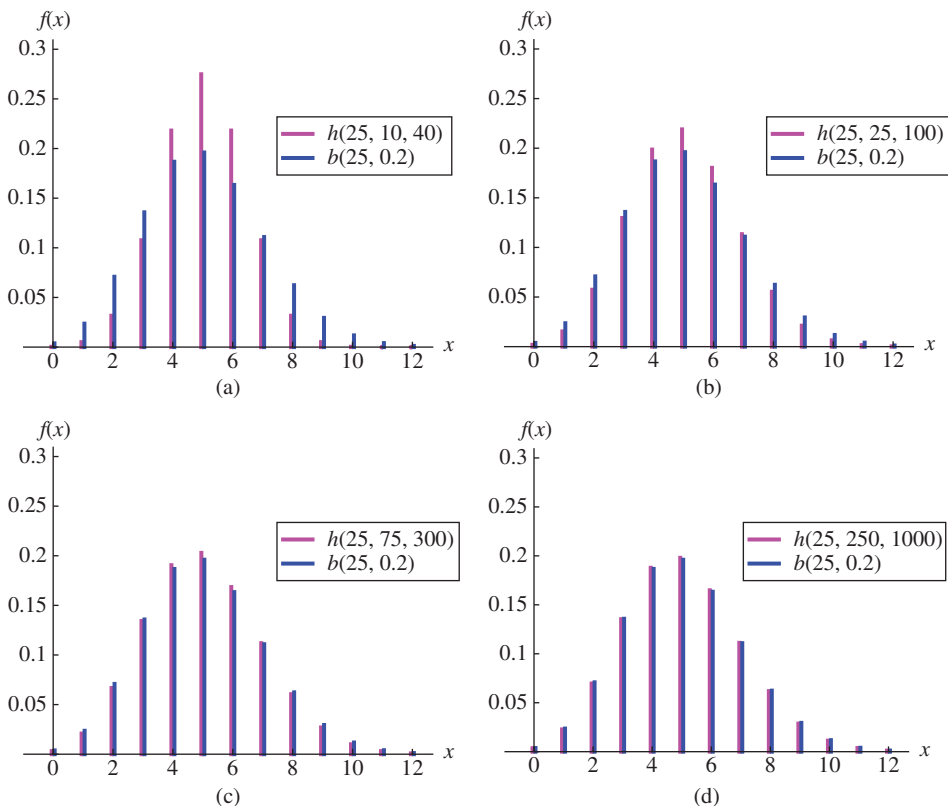 f(x)
0.3
0.25
0.2
0.15
0.1
0.05
h(25, 10, 40)
b(25, 0.2)
0 2 4 6 8 10 12 x
(a)
f(x)
0.3
0.25
0.2
0.15
0.1
0.05
h(25, 25, 100)
b(25, 0.2)
0 2 4 6 8 10 12 x
(b)
f(x)
0.3
0.25
0.2
0.15
0.1
0.05
h(25, 75, 300)
b(25, 0.2)
0 2 4 6 8 10 12 x
(c)
f(x)
0.3
0.25
0.2
0.15
0.1
0.05
h(25, 250, 1000)
b(25, 0.2)
0 2 4 6 8 10 12 x
(d)